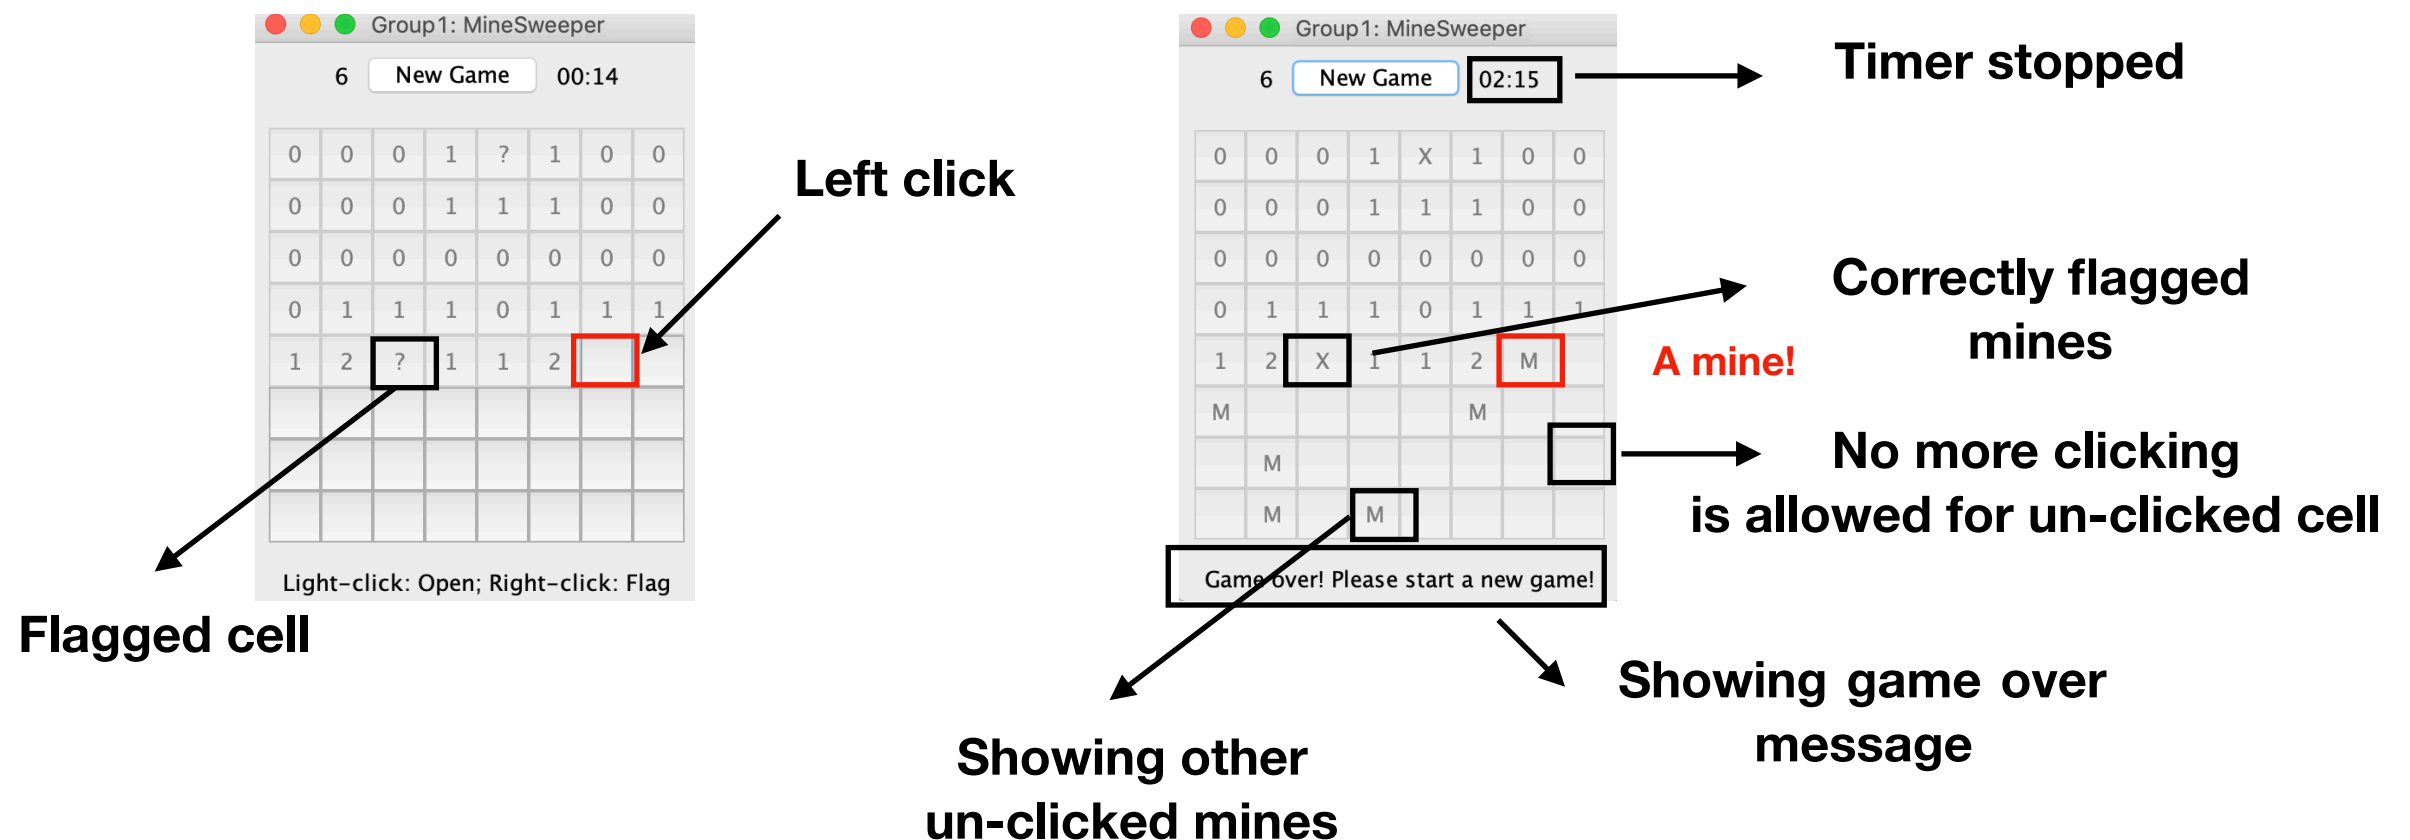 Group1: MineSweeper
6 New Game 00:14
0 0 0 1 ? 1 0 0
0 0 0 1 1 1 0 0
0 0 0 0 0 0 0 0
0 1 1 1 0 1 1 1
1 2 ? 1 1 2
Light-click: Open; Right-click: Flag
Flagged cell
Left click
Group1: MineSweeper
6 New Game 02:15
0 0 0 1 X 1 0 0
0 0 0 1 1 1 0 0
0 0 0 0 0 0 0 0
0 1 1 1 0 1 1 1
1 2 X 1 1 2 M
M M
M
M M
Game over! Please start a new game!
Timer stopped
Correctly flagged
mines
A mine!
No more clicking
is allowed for un-clicked cell
Showing game over
message
Showing other
un-clicked mines